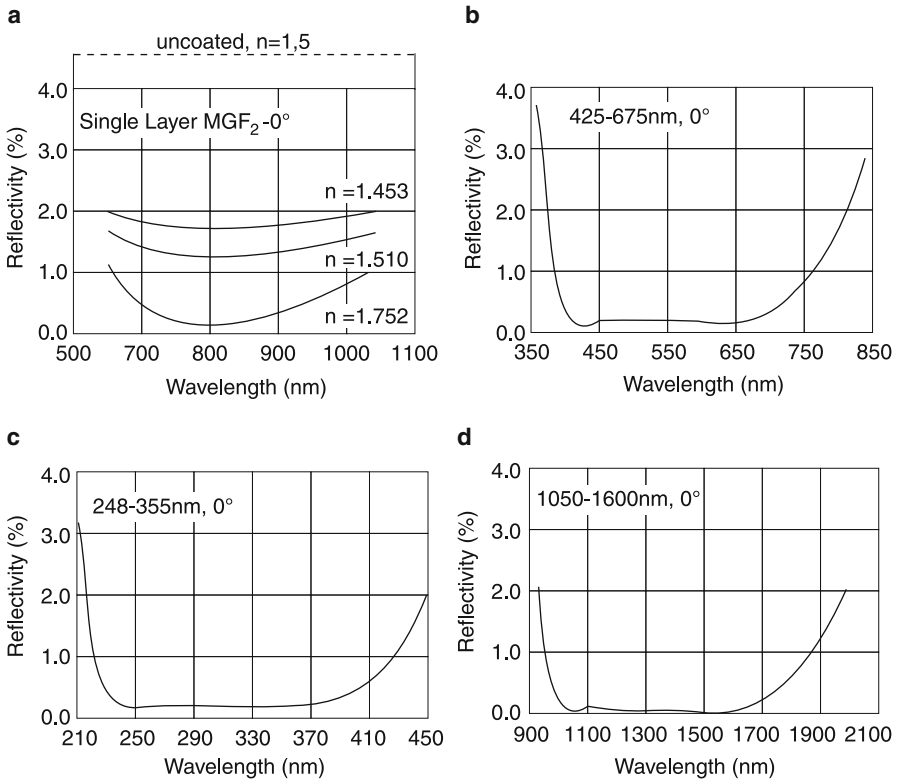 a
uncoated, n=1,5
4.0
3.0
2.0
1.0
0.0
Reflectivity (%)
Single Layer MGF2-0°
n =1.453
n =1.510
n =1.752
500 600 700 800 900 1000 1100
Wavelength (nm)
b
4.0
3.0
2.0
1.0
0.0
Reflectivity (%)
425-675nm, 0°
350 450 550 650 750 850
Wavelength (nm)
c
4.0
3.0
2.0
1.0
0.0
Reflectivity (%)
248-355nm, 0°
210 250 290 330 370 410 450
Wavelength (nm)
d
4.0
3.0
2.0
1.0
0.0
Reflectivity (%)
1050-1600nm, 0°
900 1100 1300 1500 1700 1900 2100
Wavelength (nm)